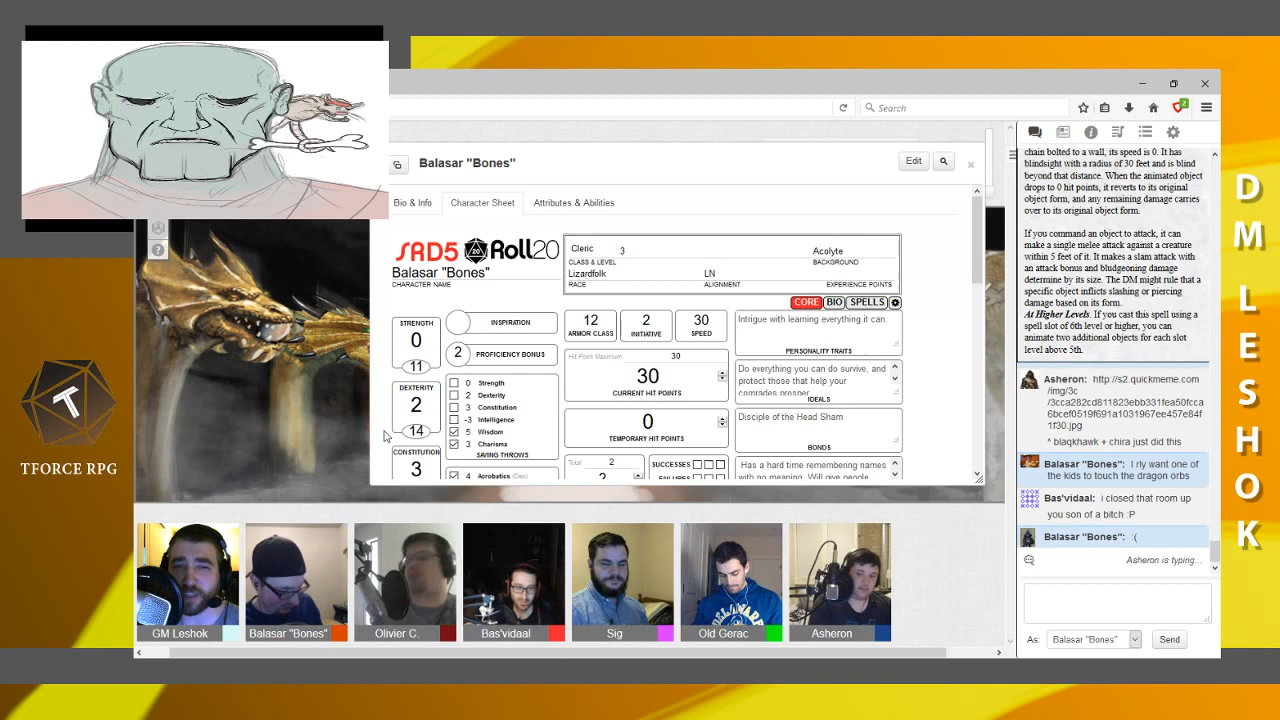 Search
2
Balasar "Bones"
Edit
Bio & Info
Character Sheet
Attributes & Abilities
SRD5 Roll20
Balasar "Bones"
CHARACTER NAME
Cleric 3
Acolyte
CLASS & LEVEL
BACKGROUND
Lizardfolk
LN
RACE
ALIGNMENT
EXPERIENCE POINTS
CORE
BIO
SPELLS
STRENGTH
0
11
DEXTERITY
2
14
CONSTITUTION
3
INSPIRATION
2 PROFICIENCY BONUS
0 Strength
2 Dexterity
3 Constitution
-3 Intelligence
5 Wisdom
3 Charisma
SAVING THROWS
4 Acrobatics (Dex)
12
ARMOR CLASS
2
INITIATIVE
30
SPEED
Hit Point Maximum 30
30
CURRENT HIT POINTS
0
TEMPORARY HIT POINTS
Total 2
SUCCESSES
Intrigue with learning everything it can.
PERSONALITY TRAITS
Do everything you can do survive, and
protect those that help your
comrades prosper
IDEALS
Disciple of the Head Sham
BONDS
Has a hard time remembering names
with no meaning. Will give people
chain bolted to a wall, its speed is 0. It has
blindsight with a radius of 30 feet and is blind
beyond that distance. When the animated object
drops to 0 hit points, it reverts to its original
object form, and any remaining damage carries
over to its original object form.
If you command an object to attack, it can
make a single melee attack against a creature
within 5 feet of it. It makes a slam attack with
an attack bonus and bludgeoning damage
determine by its size. The DM might rule that a
specific object inflicts slashing or piercing
damage based on its form.
At Higher Levels. If you cast this spell using a
spell slot of 6th level or higher, you can
animate two additional objects for each slot
level above 5th.
Asheron: http://s2.quickmeme.com
/img/3c
/3cca282cd811823ebb331fea50fcca
6bcef0519f691a1031967ee457e84f
1f30.jpg
^ blaqkhawk + chira just did this
Balasar "Bones": I rly want one of
the kids to touch the dragon orbs
Bas'vidaal: i closed that room up
you son of a bitch :P
Balasar "Bones": :(
Asheron is typing...
As: Balasar "Bones"
Send
GM Leshok
Balasar "Bones"
Olivier C.
Bas'vidaal
Sig
Old Gerac
Asheron
DELAWARE
T
TFORCE RPG
DM LESHOK
?